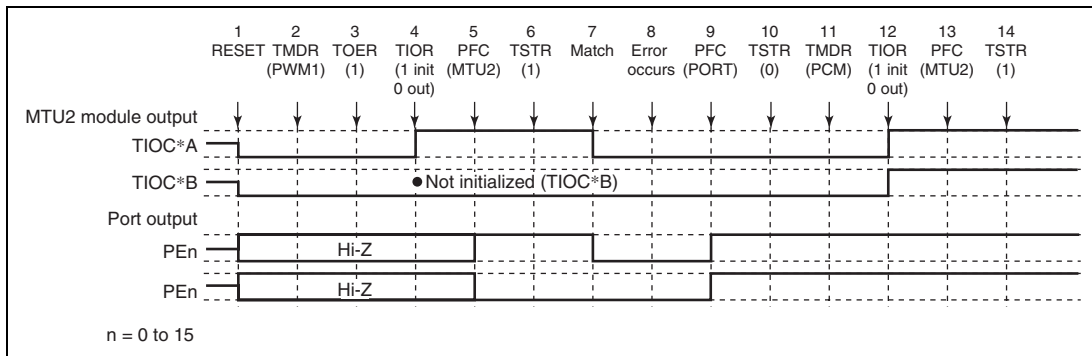 1 2 3 4 5 6 7 8 9 10 11 12 13 14
RESET TMDR TOER TIOR PFC TSTR Match Error PFC TSTR TMDR TIOR PFC TSTR
(PWM1) (1) (1 init (MTU2) (1) occurs (PORT) (0) (PCM) (1 init (MTU2) (1)
0 out) 0 out)
MTU2 module output
TIOC*A
TIOC*B
● Not initialized (TIOC*B)
Port output
PEn
Hi-Z
PEn
Hi-Z
n = 0 to 15